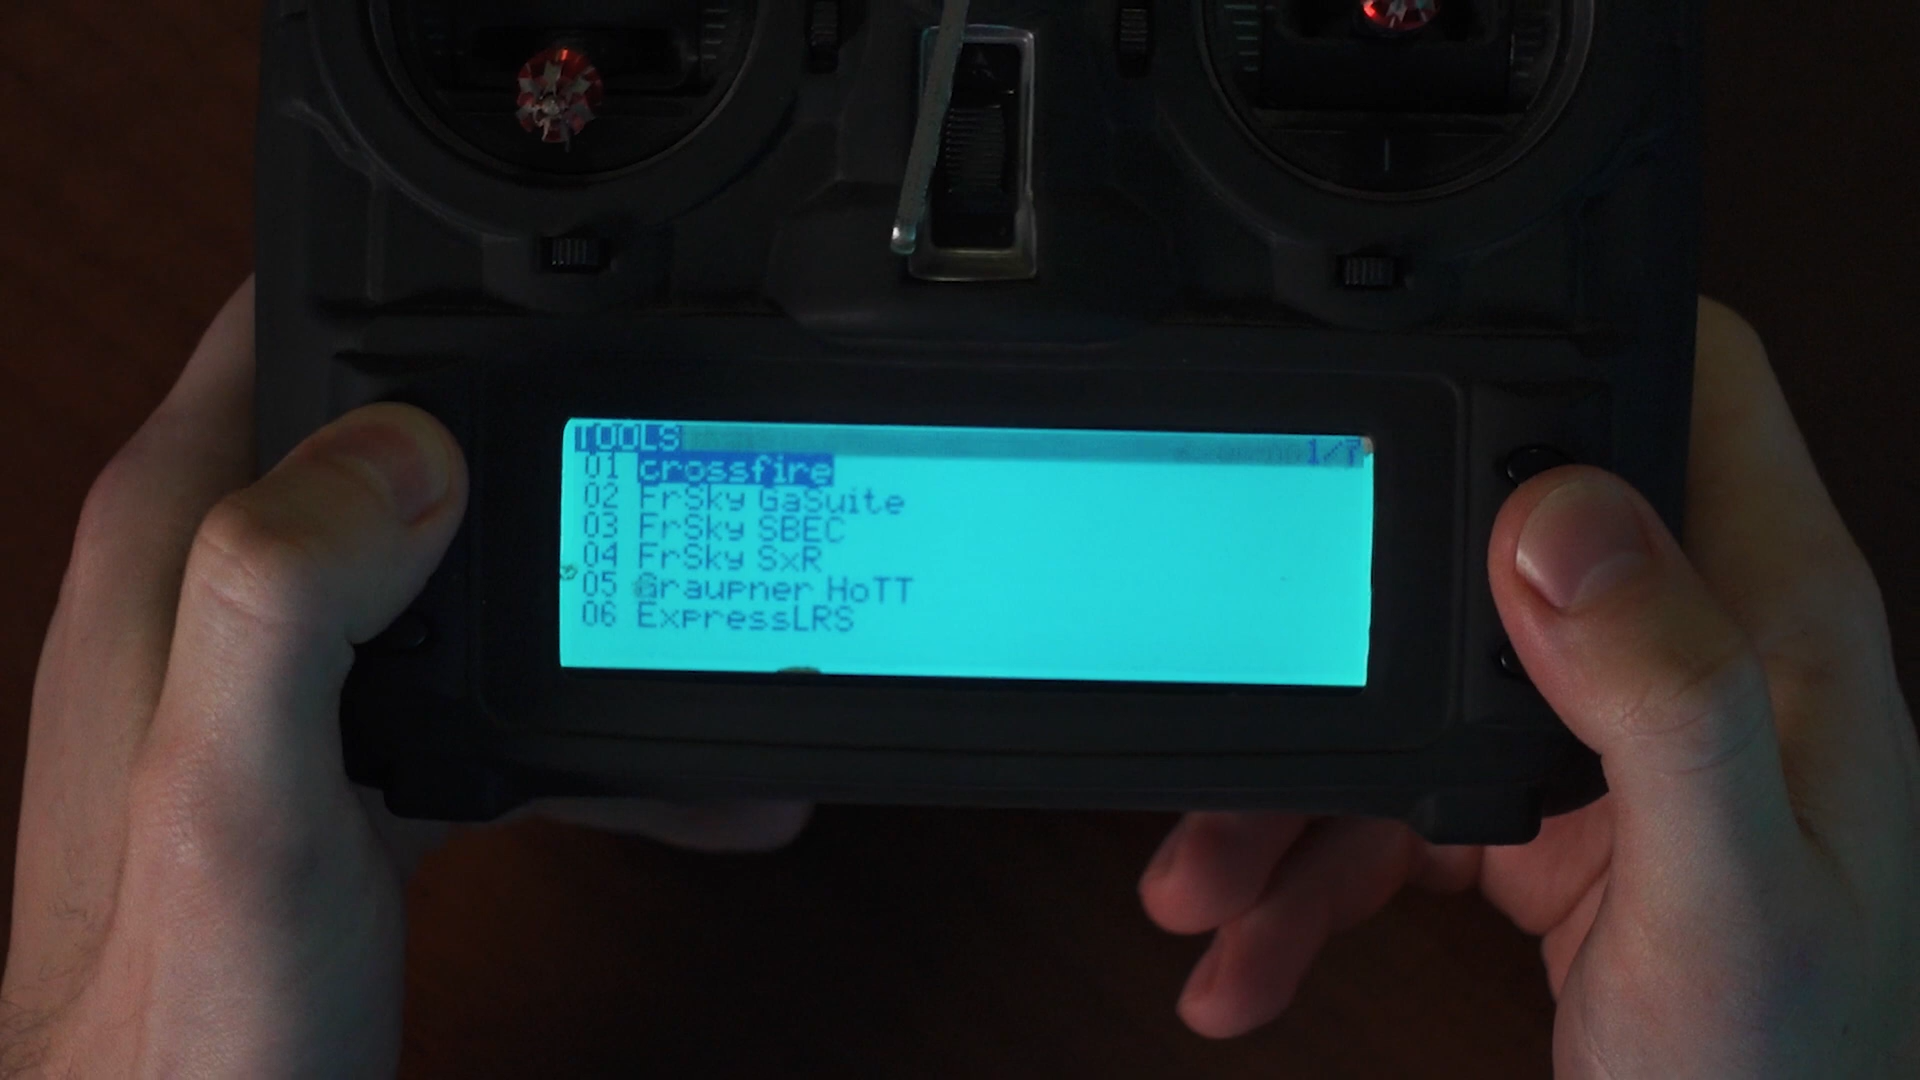 TOOLS 1/7
01 crossfire
02 FrSky GaSuite
03 FrSky SBEC
04 FrSky SxR
05 Graupner HoTT
06 ExpressLRS